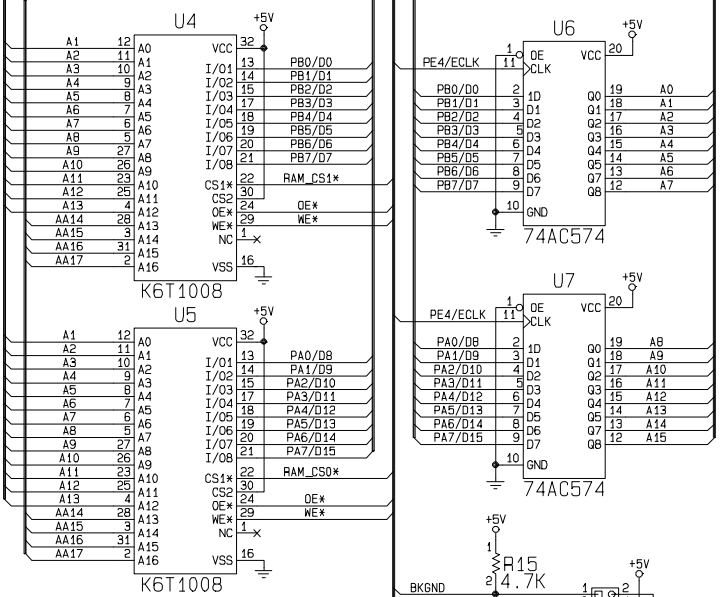 U4
+5V
A1 12 A0 VCC 32
A2 11 A1 I/O1 13 PB0/D0
A3 10 A2 I/O2 14 PB1/D1
A4 9 A3 I/O3 15 PB2/D2
A5 8 A4 I/O4 17 PB3/D3
A6 7 A5 I/O5 18 PB4/D4
A7 6 A6 I/O6 19 PB5/D5
A8 5 A7 I/O7 20 PB6/D6
A9 27 A8 I/O8 21 PB7/D7
A10 26 A9
A11 23 A10 CS1* 22 RAM_CS1*
A12 25 A11 CS2 30
A13 4 A12 OE* 24 OE*
AA14 28 A13 WE* 29 WE*
AA15 3 A14 NC 1
AA16 31 A15
AA17 2 A16 VSS 16
K6T1008
U5
+5V
A1 12 A0 VCC 32
A2 11 A1 I/O1 13 PA0/D8
A3 10 A2 I/O2 14 PA1/D9
A4 9 A3 I/O3 15 PA2/D10
A5 8 A4 I/O4 17 PA3/D11
A6 7 A5 I/O5 18 PA4/D12
A7 6 A6 I/O6 19 PA5/D13
A8 5 A7 I/O7 20 PA6/D14
A9 27 A8 I/O8 21 PA7/D15
A10 26 A9
A11 23 A10 CS1* 22 RAM_CS0*
A12 25 A11 CS2 30
A13 4 A12 OE* 24 OE*
AA14 28 A13 WE* 29 WE*
AA15 3 A14 NC 1
AA16 31 A15
AA17 2 A16 VSS 16
K6T1008
U6
+5V
1 OE VCC 20
PE4/ECLK 11 CLK
PB0/D0 2 1D Q0 19 A0
PB1/D1 3 D1 Q1 18 A1
PB2/D2 4 D2 Q2 17 A2
PB3/D3 5 D3 Q3 16 A3
PB4/D4 6 D4 Q4 15 A4
PB5/D5 7 D5 Q5 14 A5
PB6/D6 8 D6 Q7 13 A6
PB7/D7 9 D7 Q8 12 A7
10 GND
74AC574
U7
+5V
1 OE VCC 20
PE4/ECLK 11 CLK
PA0/D8 2 1D Q0 19 A8
PA1/D9 3 D1 Q1 18 A9
PA2/D10 4 D2 Q2 17 A10
PA3/D11 5 D3 Q3 16 A11
PA4/D12 6 D4 Q4 15 A12
PA5/D13 7 D5 Q5 14 A13
PA6/D14 8 D6 Q7 13 A14
PA7/D15 9 D7 Q8 12 A15
10 GND
74AC574
+5V
1
R15
2 4.7K
+5V
BKGND 1 2